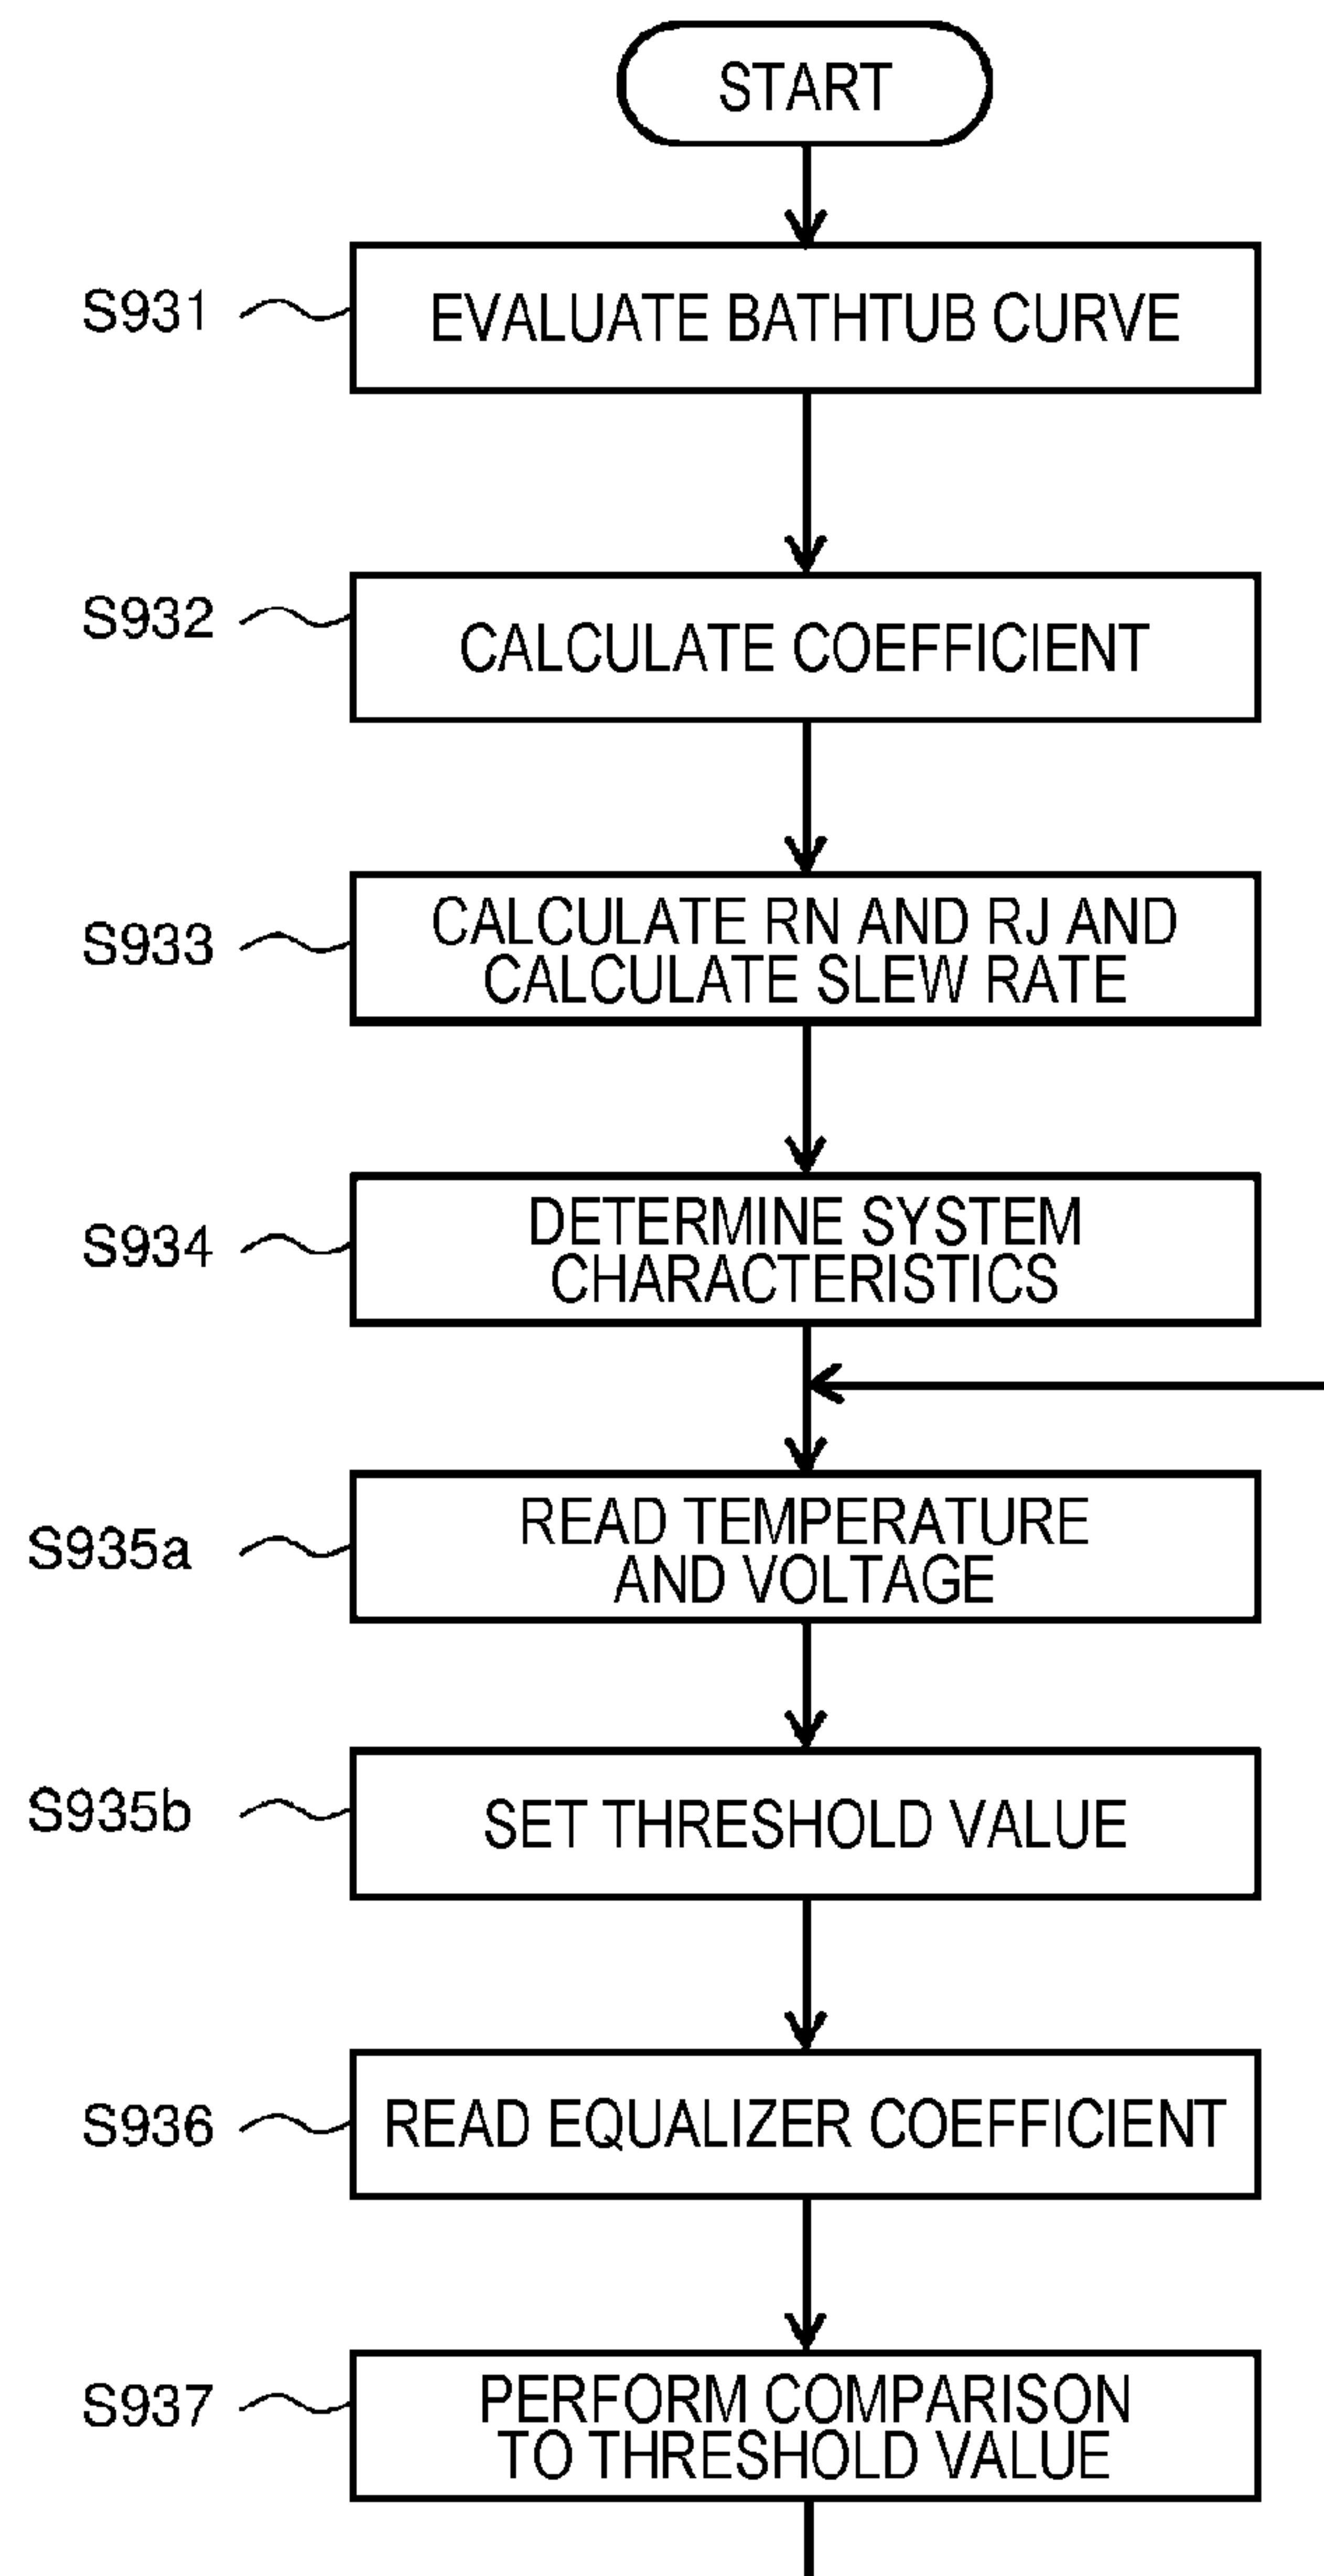 START
S931
EVALUATE BATHTUB CURVE
S932
CALCULATE COEFFICIENT
S933
CALCULATE RN AND RJ AND
CALCULATE SLEW RATE
S934
DETERMINE SYSTEM
CHARACTERISTICS
S935a
READ TEMPERATURE
AND VOLTAGE
S935b
SET THRESHOLD VALUE
S936
READ EQUALIZER COEFFICIENT
S937
PERFORM COMPARISON
TO THRESHOLD VALUE